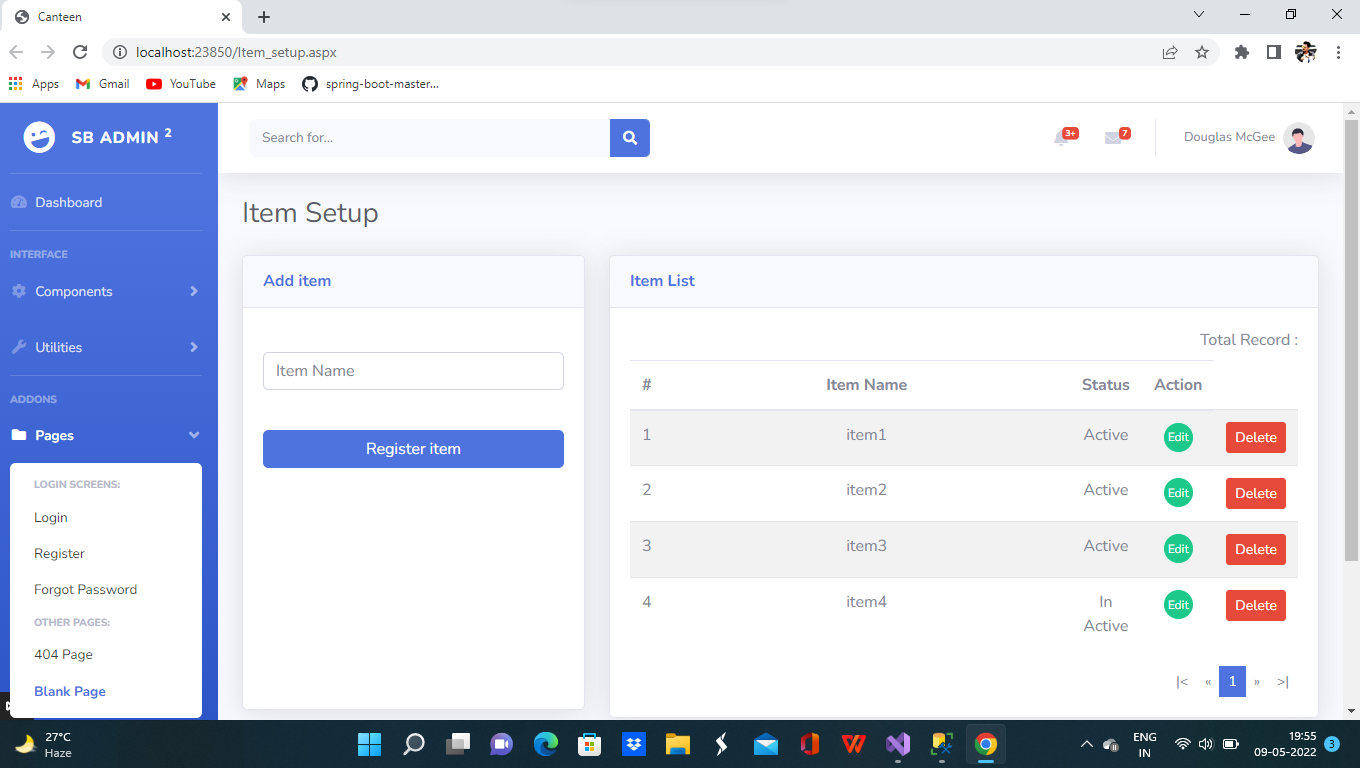 Canteen
localhost:23850/Item_setup.aspx
Apps Gmail YouTube Maps spring-boot-master...
SB ADMIN 2
Search for...
3+
7
Douglas McGee
Dashboard
INTERFACE
Components
Utilities
ADDONS
Pages
LOGIN SCREENS:
Login
Register
Forgot Password
OTHER PAGES:
404 Page
Blank Page
Item Setup
Add item
Item Name
Register item
Item List
Total Record :
# Item Name Status Action
1 item1 Active Edit Delete
2 item2 Active Edit Delete
3 item3 Active Edit Delete
4 item4 In Active Edit Delete
|< « 1 » >|
27°C
Haze
ENG
IN
19:55
09-05-2022
3